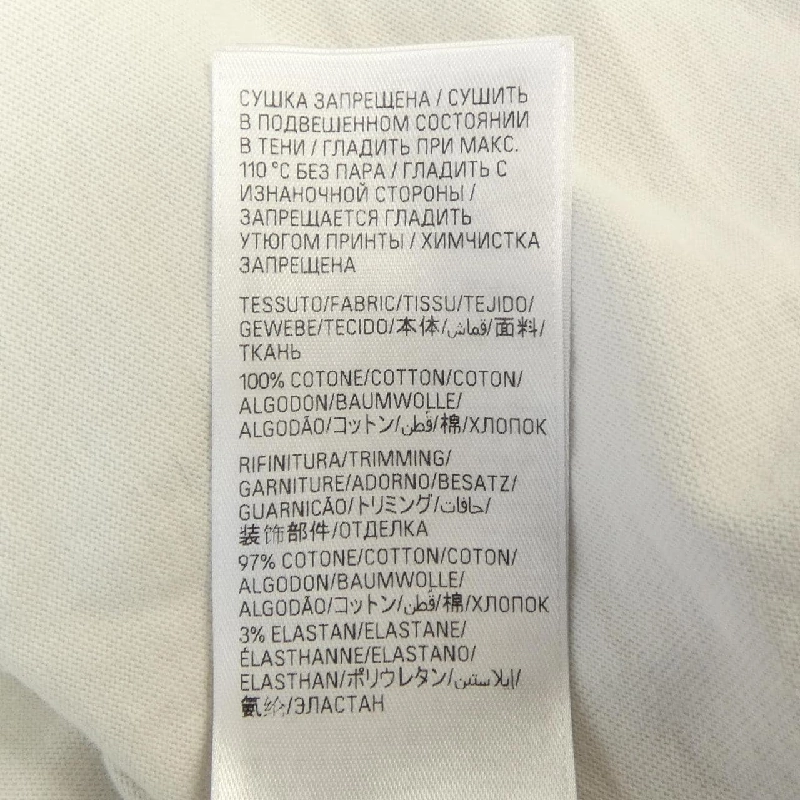 СУШКА ЗАПРЕЩЕНА / СУШИТЬ
В ПОДВЕШЕННОМ СОСТОЯНИИ
В ТЕНИ / ГЛАДИТЬ ПРИ МАКС.
110 °C БЕЗ ПАРА / ГЛАДИТЬ С
ИЗНАНОЧНОЙ СТОРОНЫ /
ЗАПРЕЩАЕТСЯ ГЛАДИТЬ
УТЮГОМ ПРИНТЫ / ХИМЧИСТКА
ЗАПРЕЩЕНА
TESSUTO/FABRIC/TISSU/TEJIDO/
GEWEBE/TECIDO/本体/قماش/面料/
ТКАНЬ
100% COTONE/COTTON/COTON/
ALGODON/BAUMWOLLE/
ALGODÃO/コットン/قُطن/棉/ХЛОПОК
RIFINITURA/TRIMMING/
GARNITURE/ADORNO/BESATZ/
GUARNICÃO/トリミング/حافات/
装饰部件/ОТДЕЛКА
97% COTONE/COTTON/COTON/
ALGODON/BAUMWOLLE/
ALGODÃO/コットン/قُطن/棉/ХЛОПОК
3% ELASTAN/ELASTANE/
ÉLASTHANNE/ELASTANO/
ELASTHAN/ポリウレタン/إيلاستين/
氨纶/ЭЛАСТАН